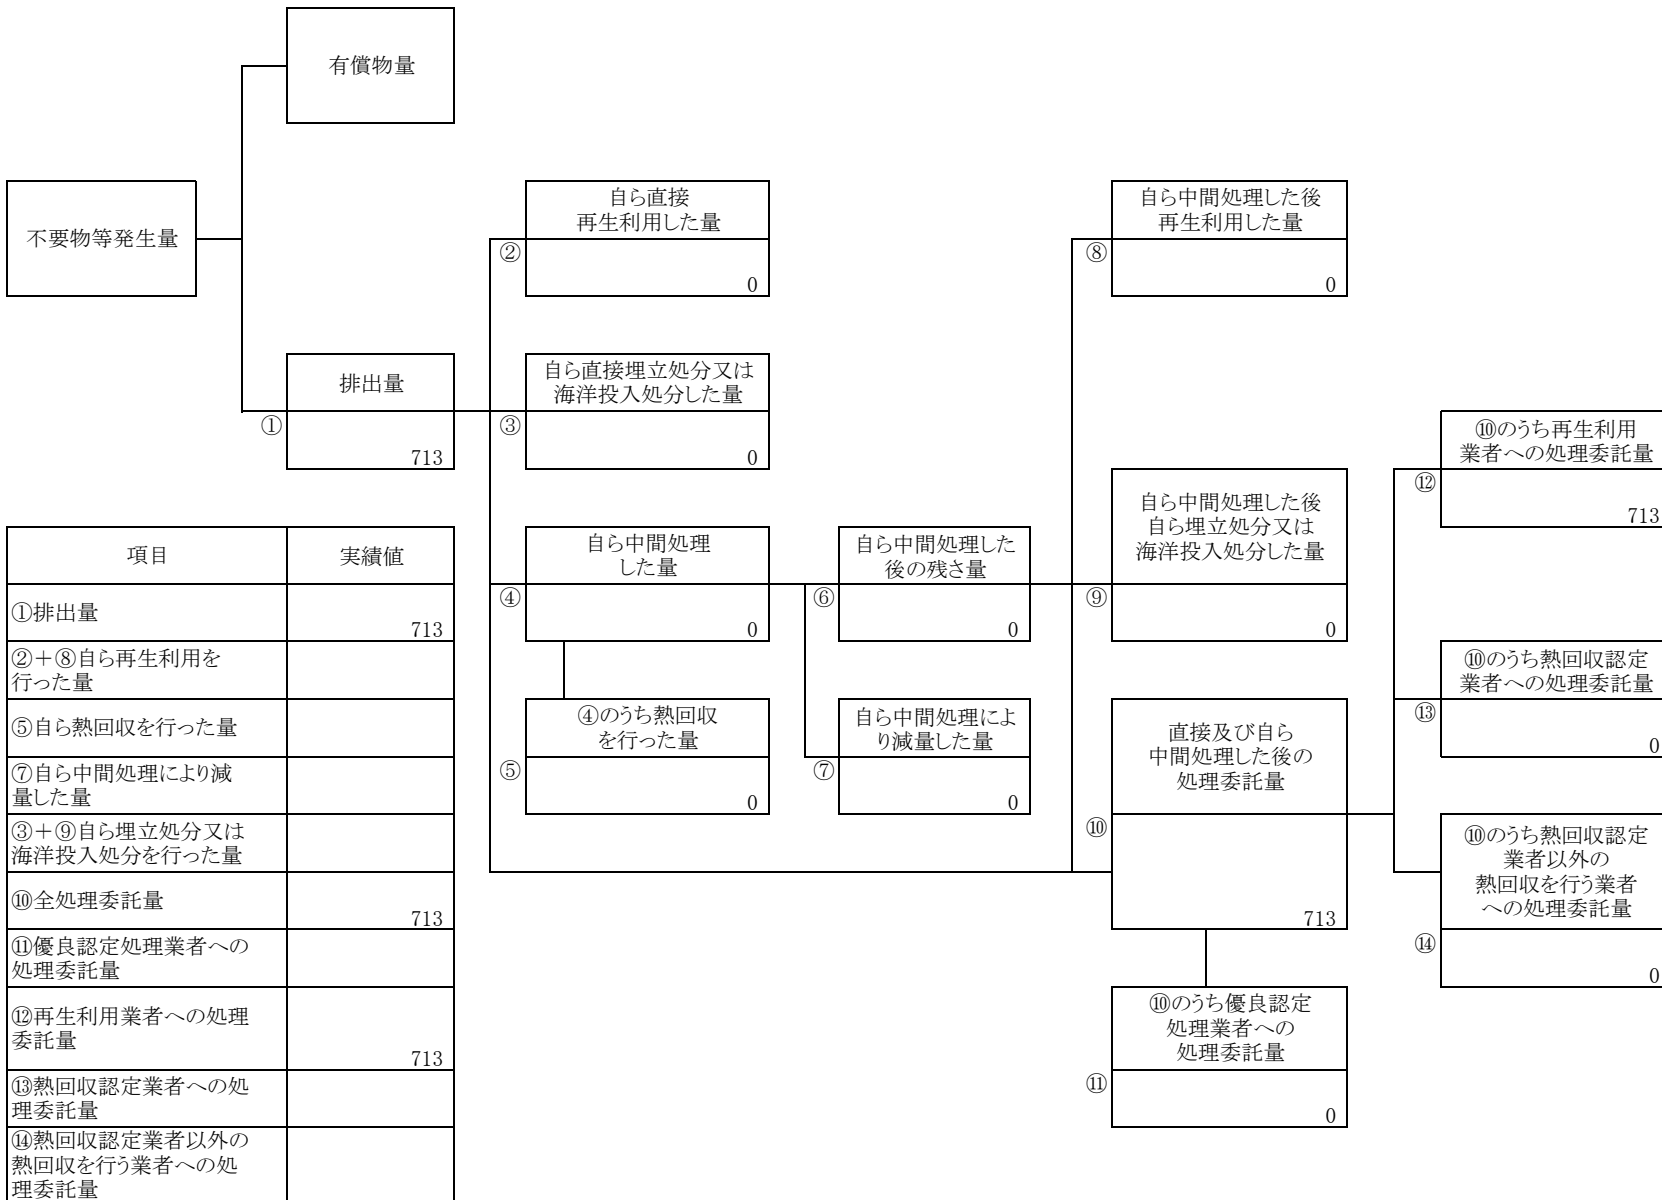 有償物量
不要物等発生量
排出量
①
713
自ら直接
再生利用した量
②
0
自ら直接埋立処分又は
海洋投入処分した量
③
0
自ら中間処理
した量
④
0
④のうち熱回収
を行った量
⑤
0
自ら中間処理した
後の残さ量
⑥
0
自ら中間処理によ
り減量した量
⑦
0
自ら中間処理した後
再生利用した量
⑧
0
自ら中間処理した後
自ら埋立処分又は
海洋投入処分した量
⑨
0
直接及び自ら
中間処理した後の
処理委託量
⑩
713
⑩のうち優良認定
処理業者への
処理委託量
⑪
0
⑩のうち再生利用
業者への処理委託量
⑫
713
⑩のうち熱回収認定
業者への処理委託量
⑬
0
⑩のうち熱回収認定
業者以外の
熱回収を行う業者
への処理委託量
⑭
0
項目 実績値
①排出量
713
②+⑧自ら再生利用を
行った量
⑤自ら熱回収を行った量
⑦自ら中間処理により減
量した量
③+⑨自ら埋立処分又は
海洋投入処分を行った量
⑩全処理委託量
713
⑪優良認定処理業者への
処理委託量
⑫再生利用業者への処理
委託量
713
⑬熱回収認定業者への処
理委託量
⑭熱回収認定業者以外の
熱回収を行う業者への処
理委託量